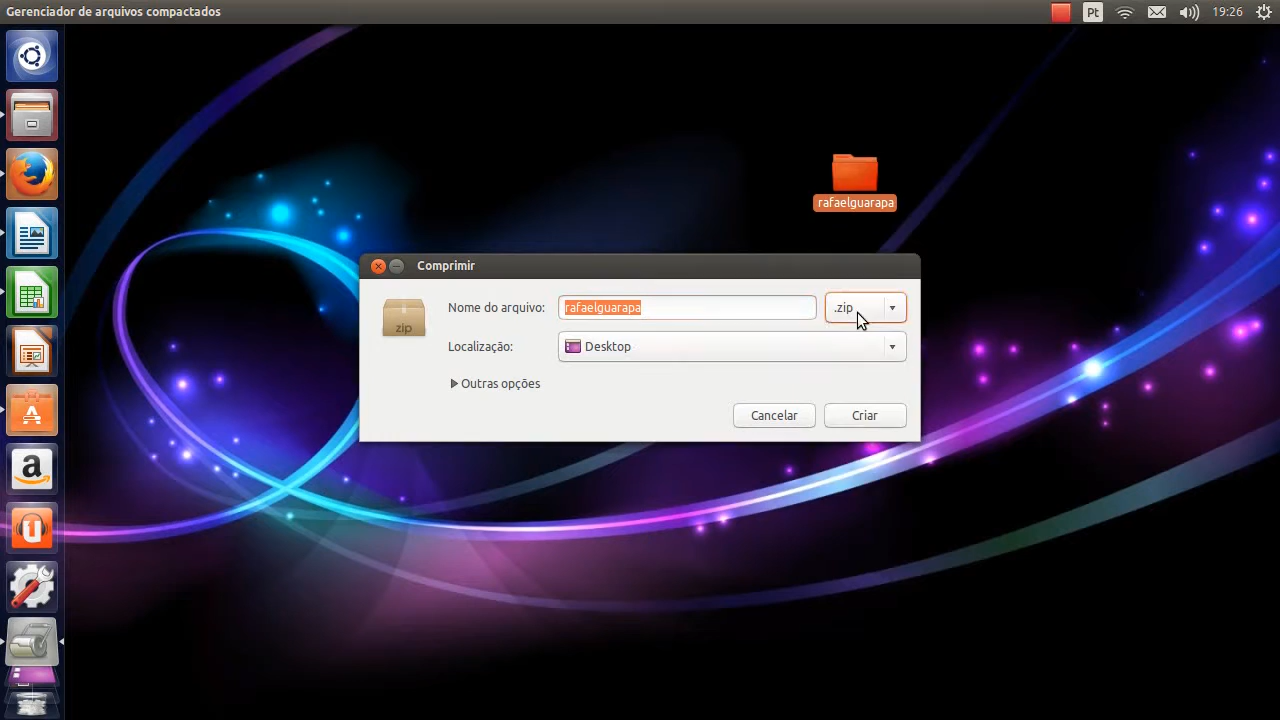 Gerenciador de arquivos compactados
Pt
19:26
rafaelguarapa
Comprimir
zip
Nome do arquivo: rafaelguarapa .zip
Localização: Desktop
Outras opções
Cancelar Criar